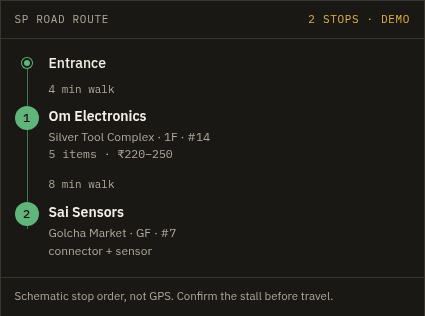 SP ROAD ROUTE
2 STOPS · DEMO
Entrance
4 min walk
1
Om Electronics
Silver Tool Complex · 1F · #14
5 items · ₹220–250
8 min walk
2
Sai Sensors
Golcha Market · GF · #7
connector + sensor
Schematic stop order, not GPS. Confirm the stall before travel.